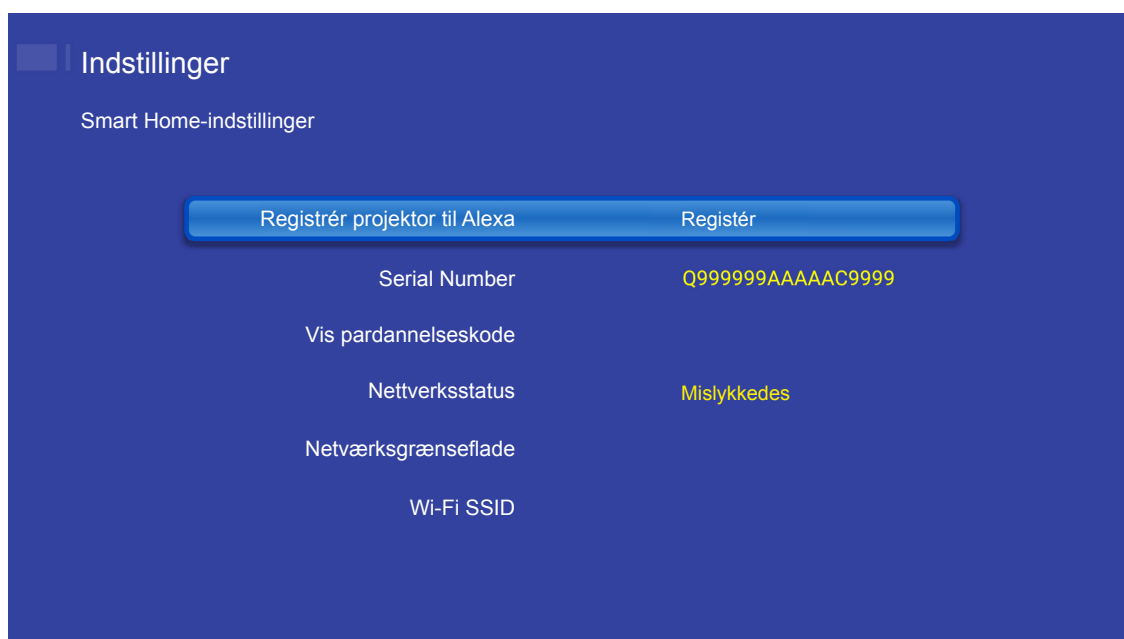 Indstillinger
Smart Home-indstillinger
Registrér projektor til Alexa Registér
Serial Number Q999999AAAAAC9999
Vis pardannelseskode
Nettverksstatus Mislykkedes
Netværksgrænseflade
Wi-Fi SSID